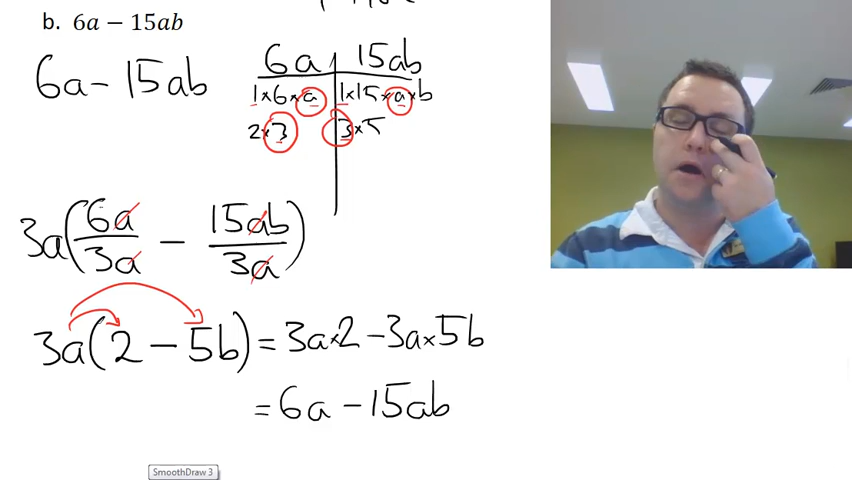 b. 6a − 15ab
6a − 15ab
6a 15ab
1×6×a 1×15×a×b
2×3 3×5
3a(6a/3a − 15ab/3a)
3a(2 − 5b) = 3a×2 − 3a×5b
= 6a − 15ab
SmoothDraw 3